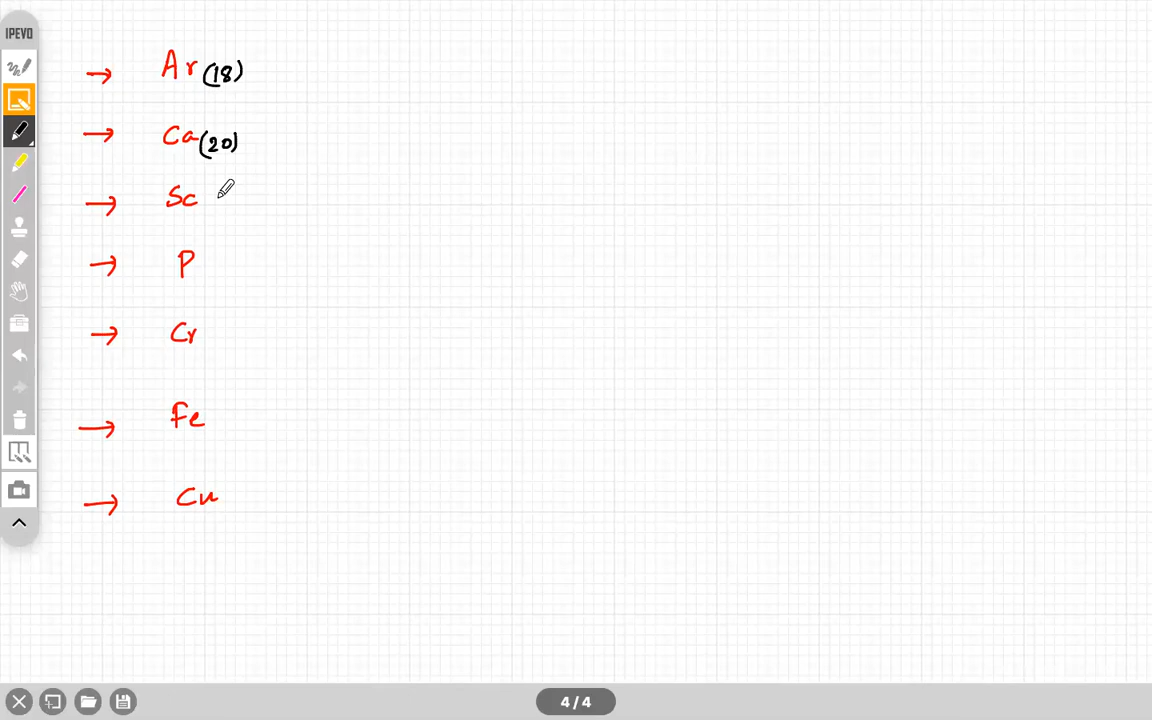 IPEVO
→ Ar (18)
→ Ca (20)
→ Sc
→ P
→ Cr
→ Fe
→ Cu
4 / 4